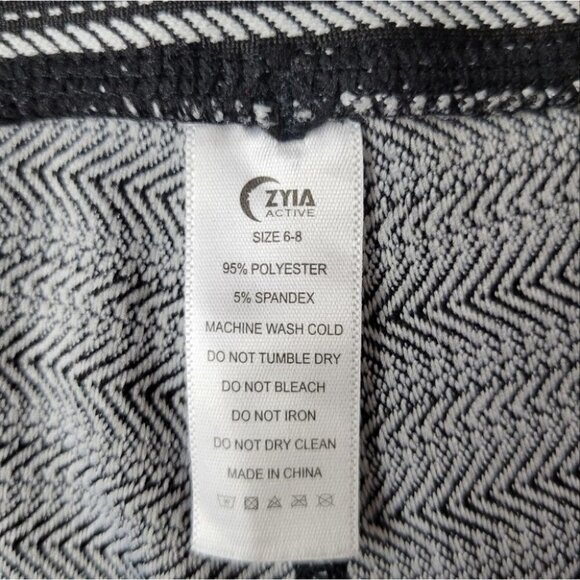 ZYIA
ACTIVE
SIZE 6-8
95% POLYESTER
5% SPANDEX
MACHINE WASH COLD
DO NOT TUMBLE DRY
DO NOT BLEACH
DO NOT IRON
DO NOT DRY CLEAN
MADE IN CHINA